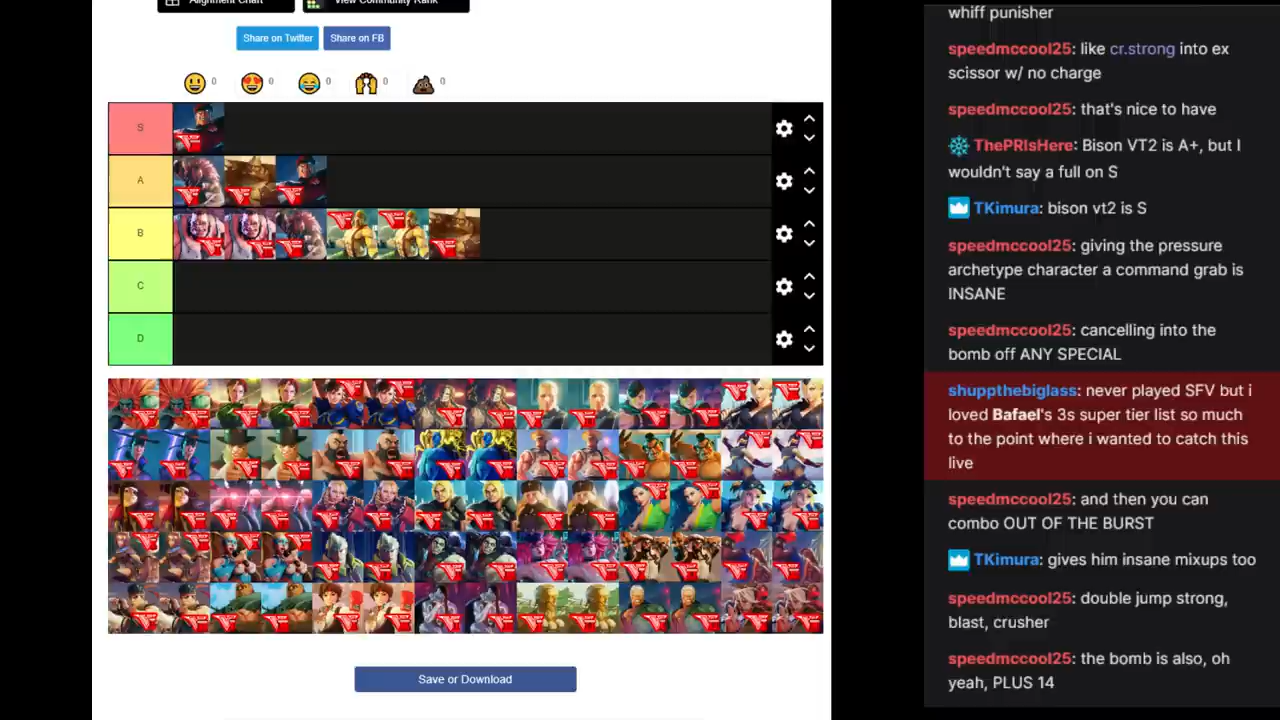 Alignment Chart
View Community Rank
Share on Twitter
Share on FB
0
0
0
0
0
S
A
B
C
D
Save or Download
whiff punisher
speedmccool25: like cr.strong into ex
scissor w/ no charge
speedmccool25: that's nice to have
ThePRIsHere: Bison VT2 is A+, but I
wouldn't say a full on S
TKimura: bison vt2 is S
speedmccool25: giving the pressure
archetype character a command grab is
INSANE
speedmccool25: cancelling into the
bomb off ANY SPECIAL
shuppthebiglass: never played SFV but i
loved Bafael's 3s super tier list so much
to the point where i wanted to catch this
live
speedmccool25: and then you can
combo OUT OF THE BURST
TKimura: gives him insane mixups too
speedmccool25: double jump strong,
blast, crusher
speedmccool25: the bomb is also, oh
yeah, PLUS 14